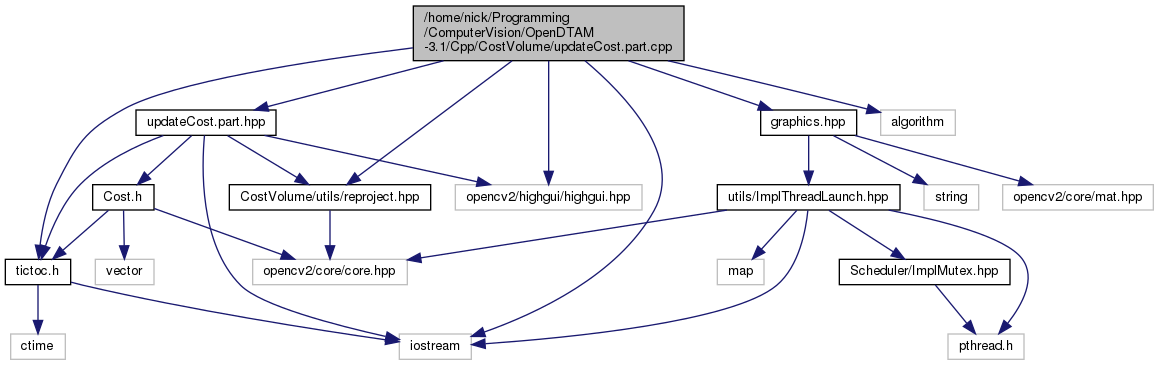 /home/nick/Programming
/ComputerVision/OpenDTAM
-3.1/Cpp/CostVolume/updateCost.part.cpp
updateCost.part.hpp
graphics.hpp
algorithm
Cost.h
CostVolume/utils/reproject.hpp
opencv2/highgui/highgui.hpp
utils/ImplThreadLaunch.hpp
string
opencv2/core/mat.hpp
tictoc.h
vector
opencv2/core/core.hpp
map
Scheduler/ImplMutex.hpp
ctime
iostream
pthread.h